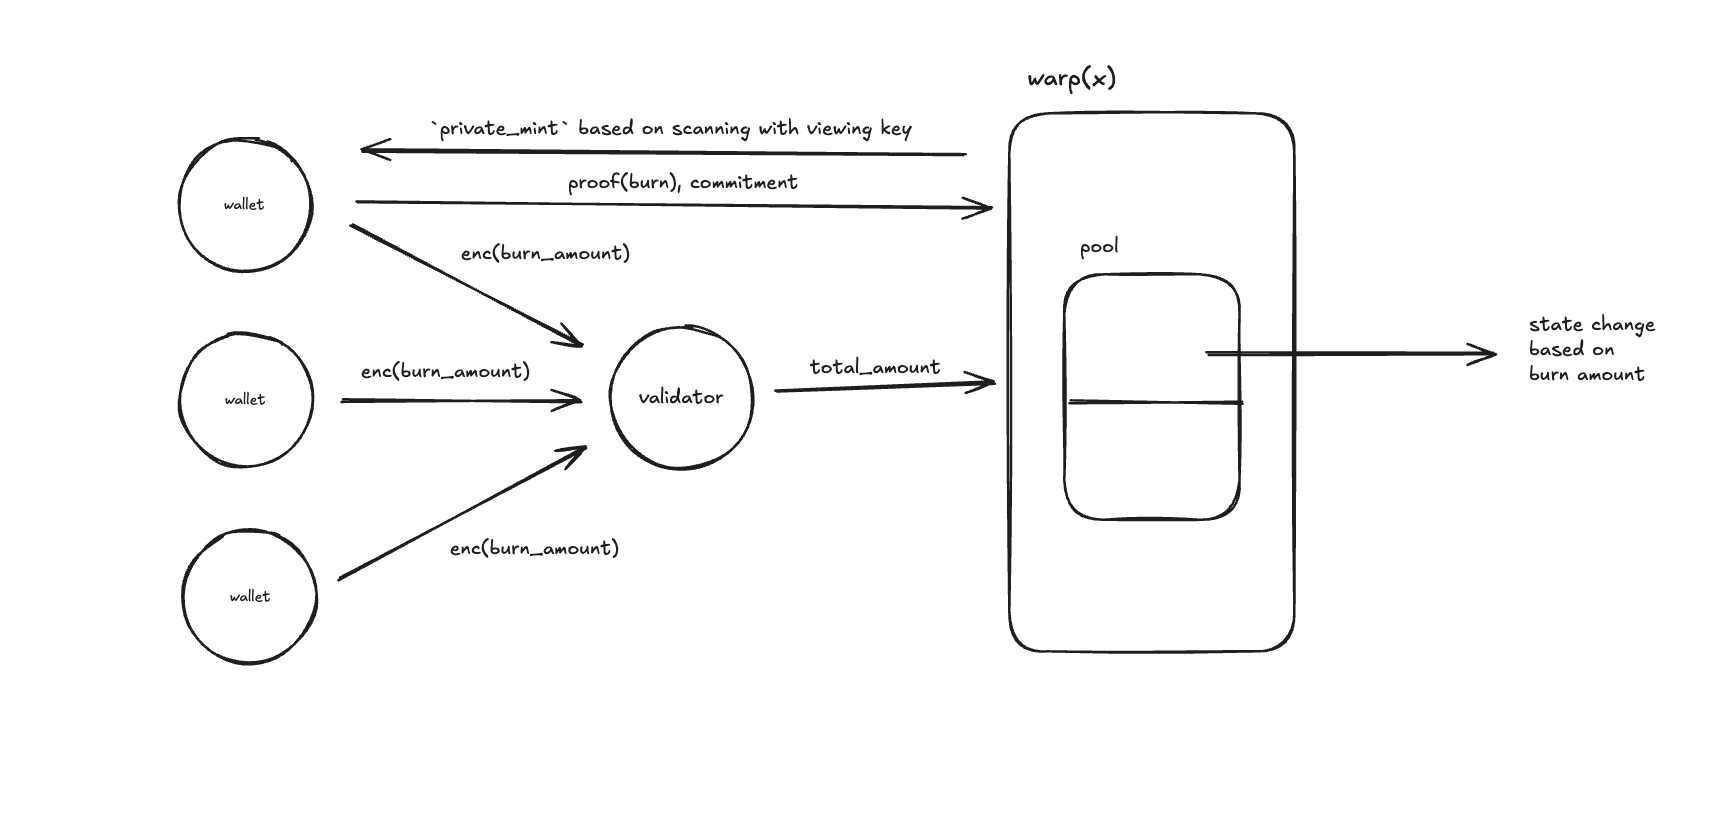 warp(x)
`private_mint` based on scanning with viewing key
proof(burn), commitment
wallet
enc(burn_amount)
pool
state change
based on
burn amount
enc(burn_amount)
total_amount
wallet
validator
enc(burn_amount)
wallet